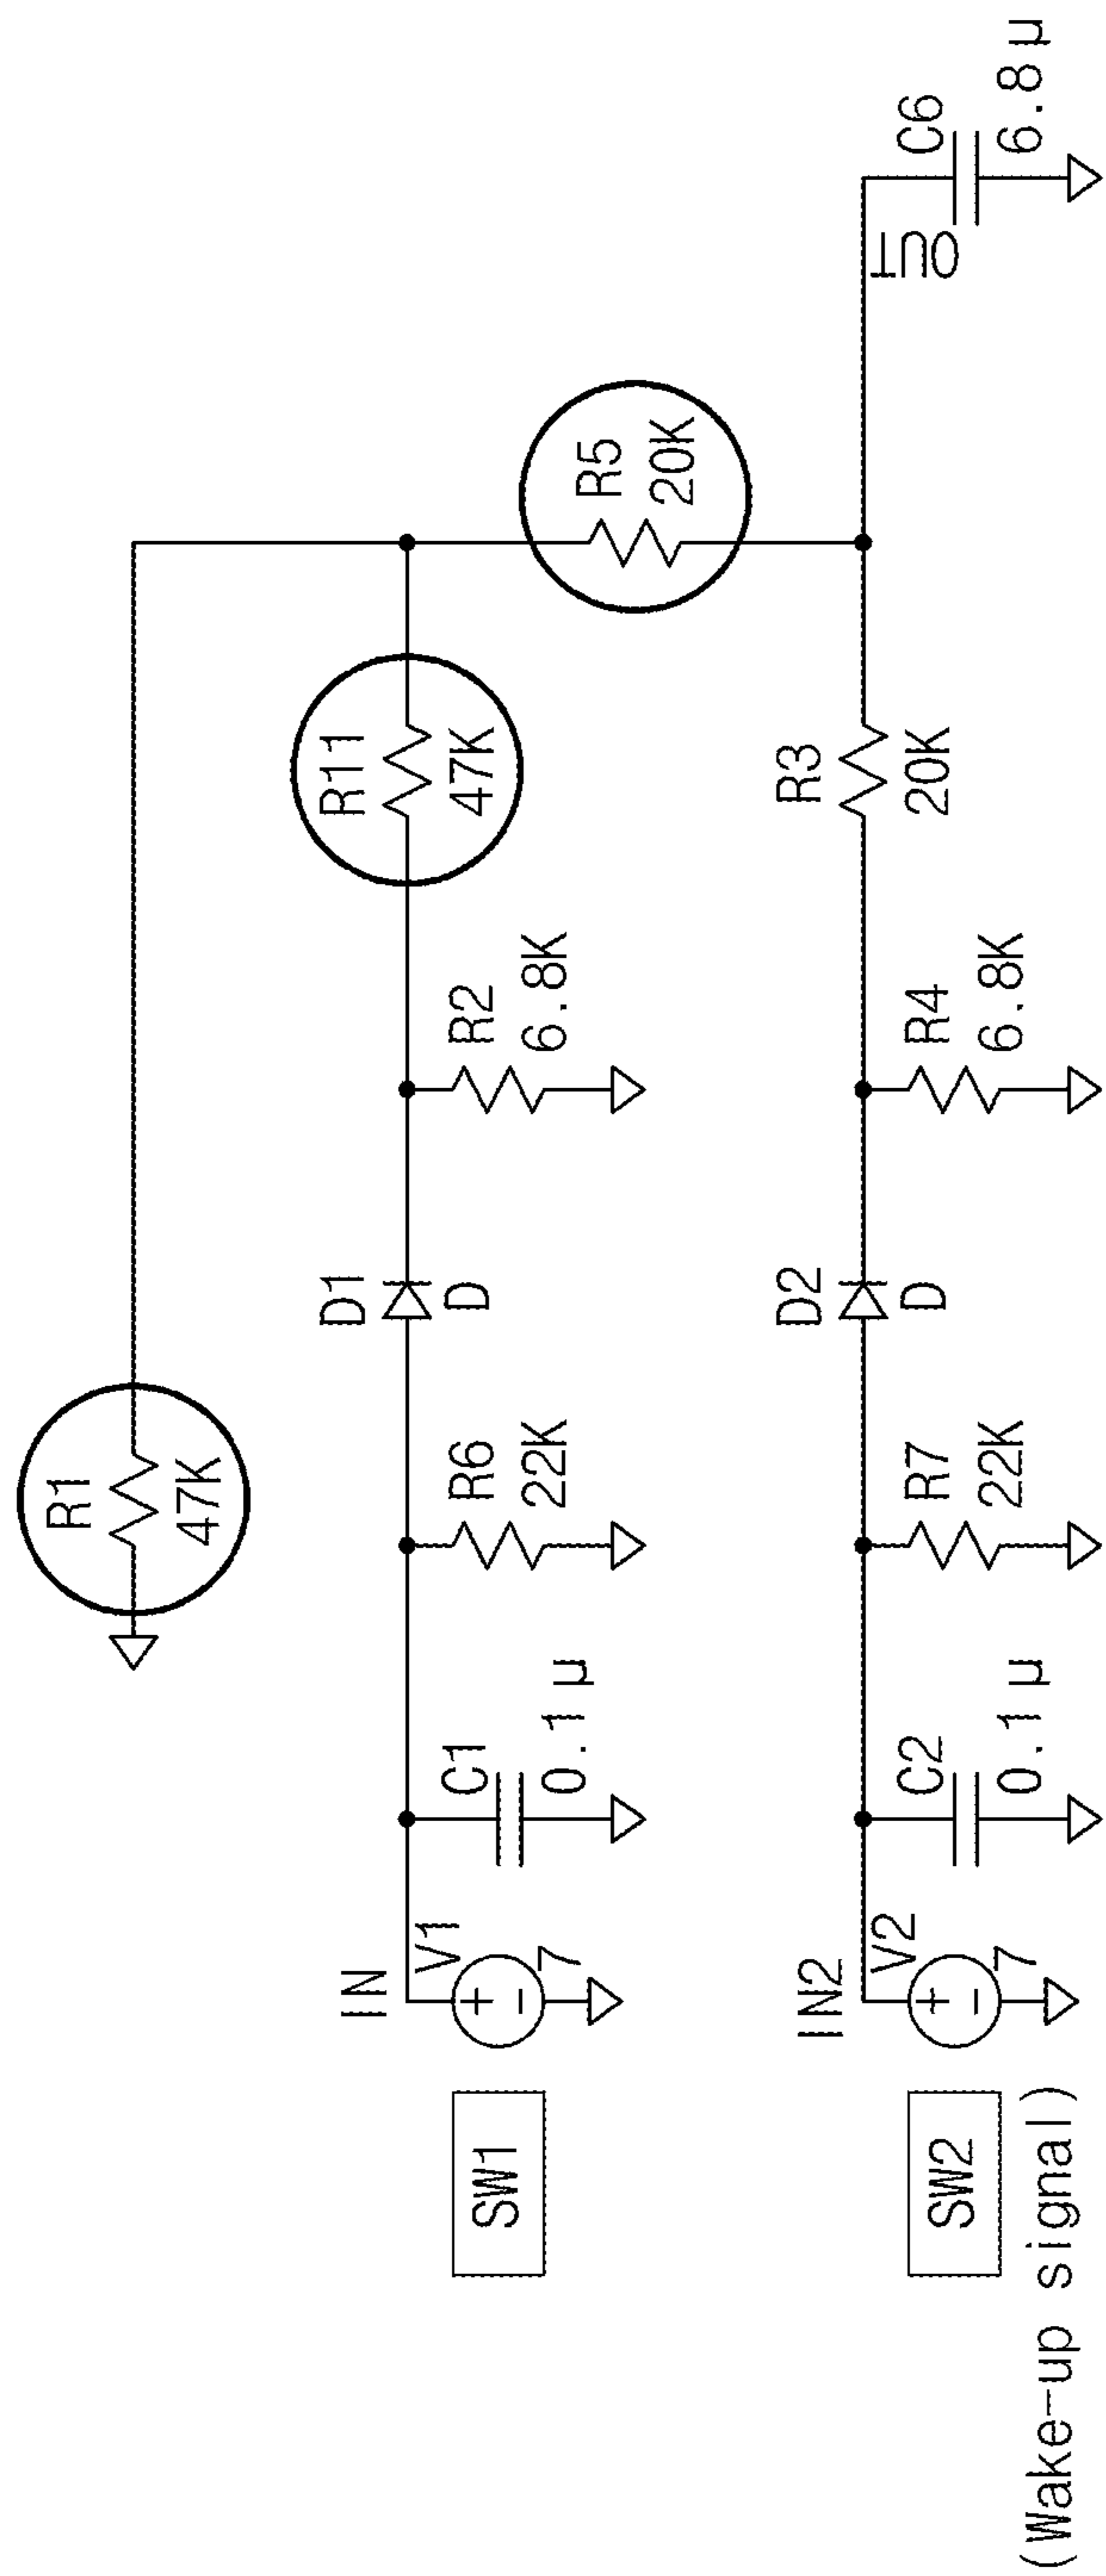 R1
47K
R11
47K
R5
20K
D1
D
R2
6.8K
R6
22K
C1
0.1μ
IN
V1
7
SW1
R3
20K
D2
D
R4
6.8K
R7
22K
C2
0.1μ
IN2
V2
7
SW2
(Wake-up signal)
OUT
C6
6.8μ